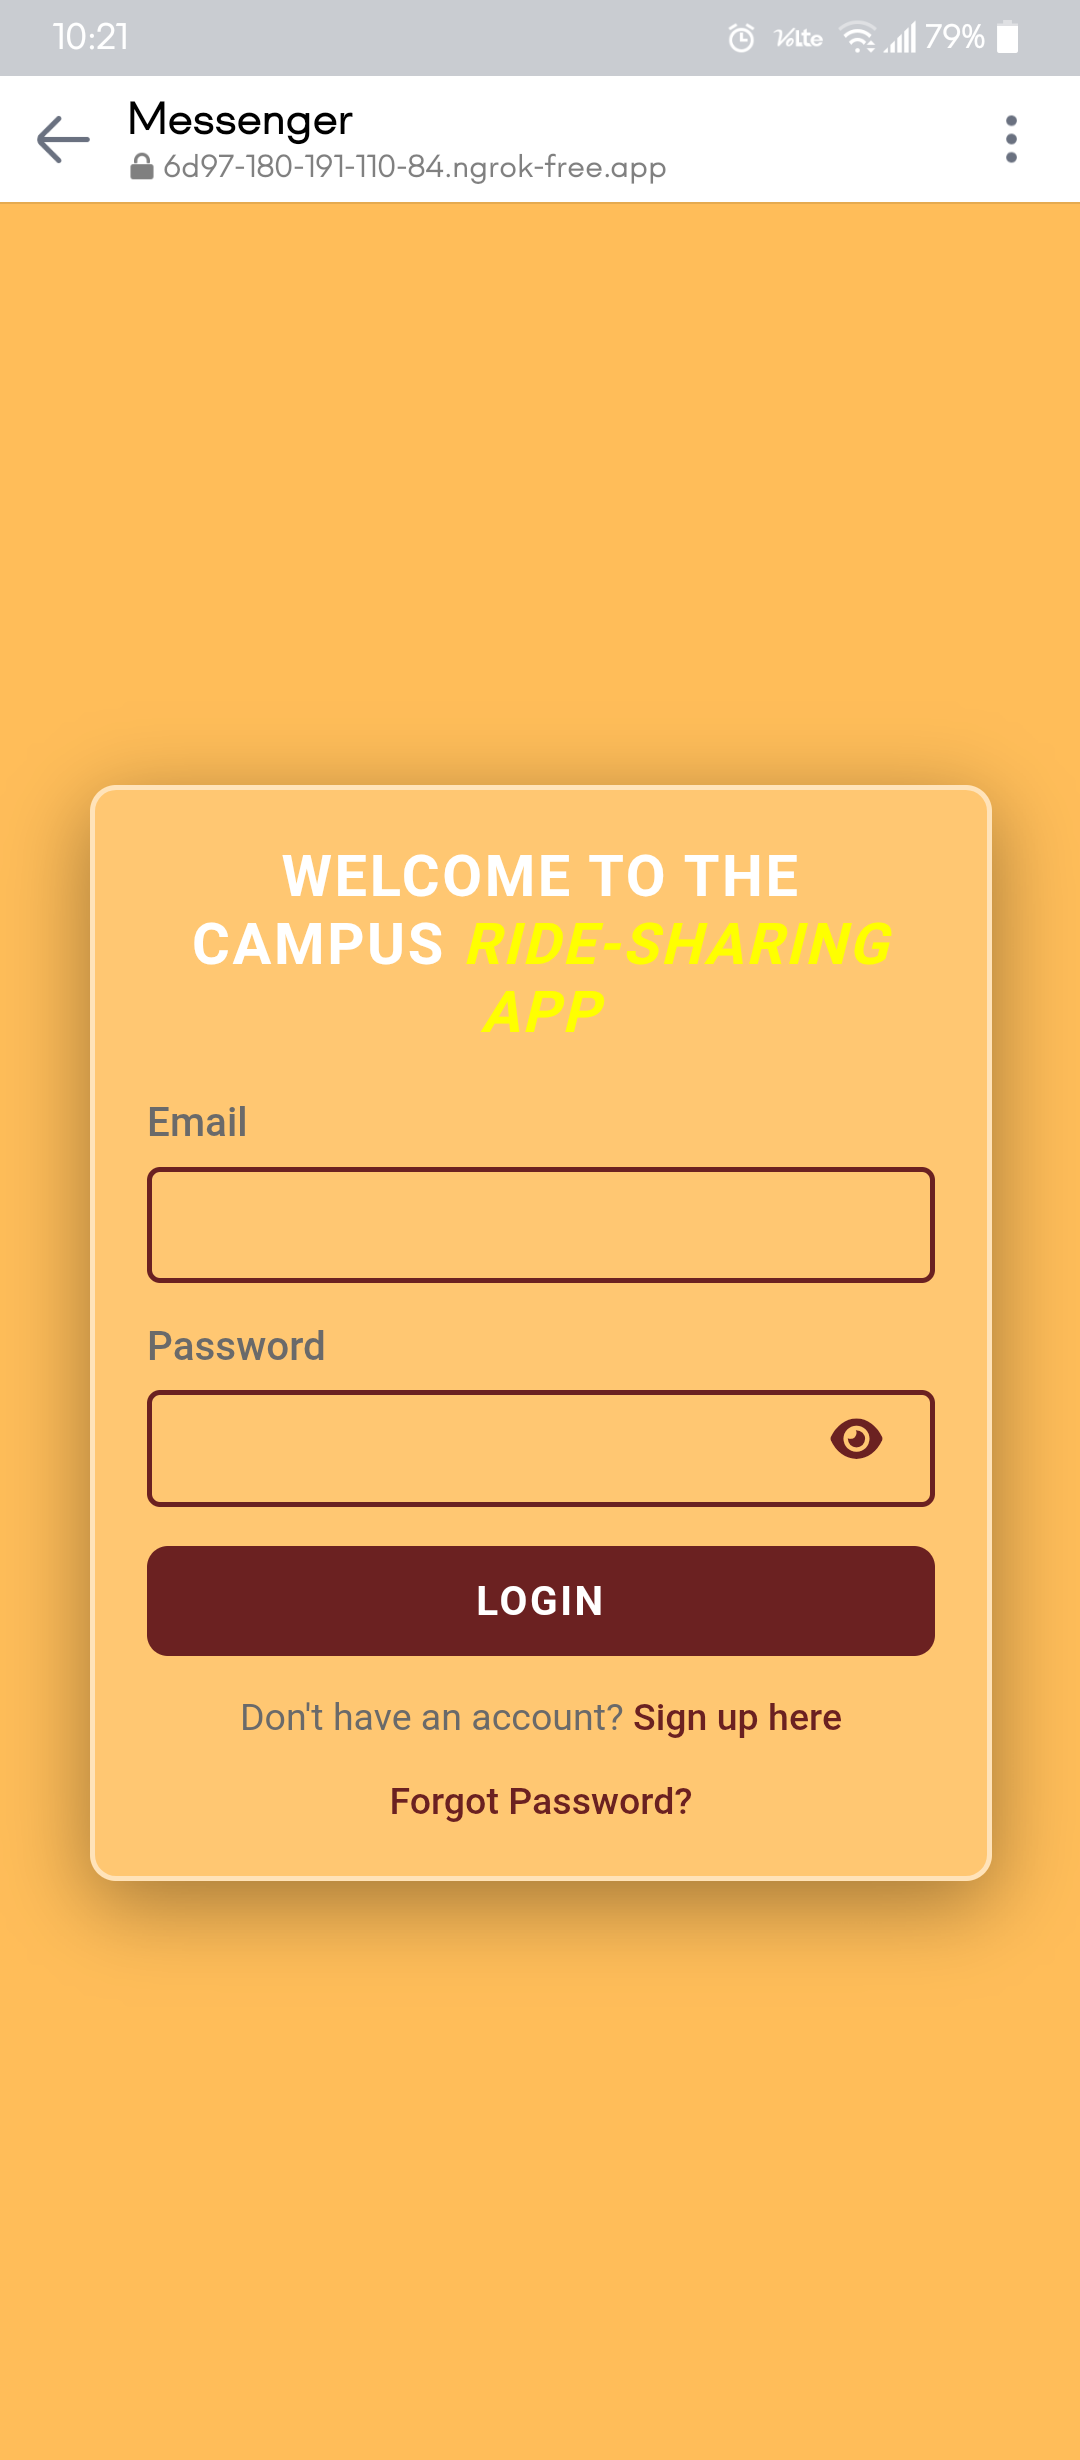 10:21
VoLTE 79%
Messenger
6d97-180-191-110-84.ngrok-free.app
WELCOME TO THE
CAMPUS RIDE-SHARING
APP
Email
Password
LOGIN
Don't have an account? Sign up here
Forgot Password?